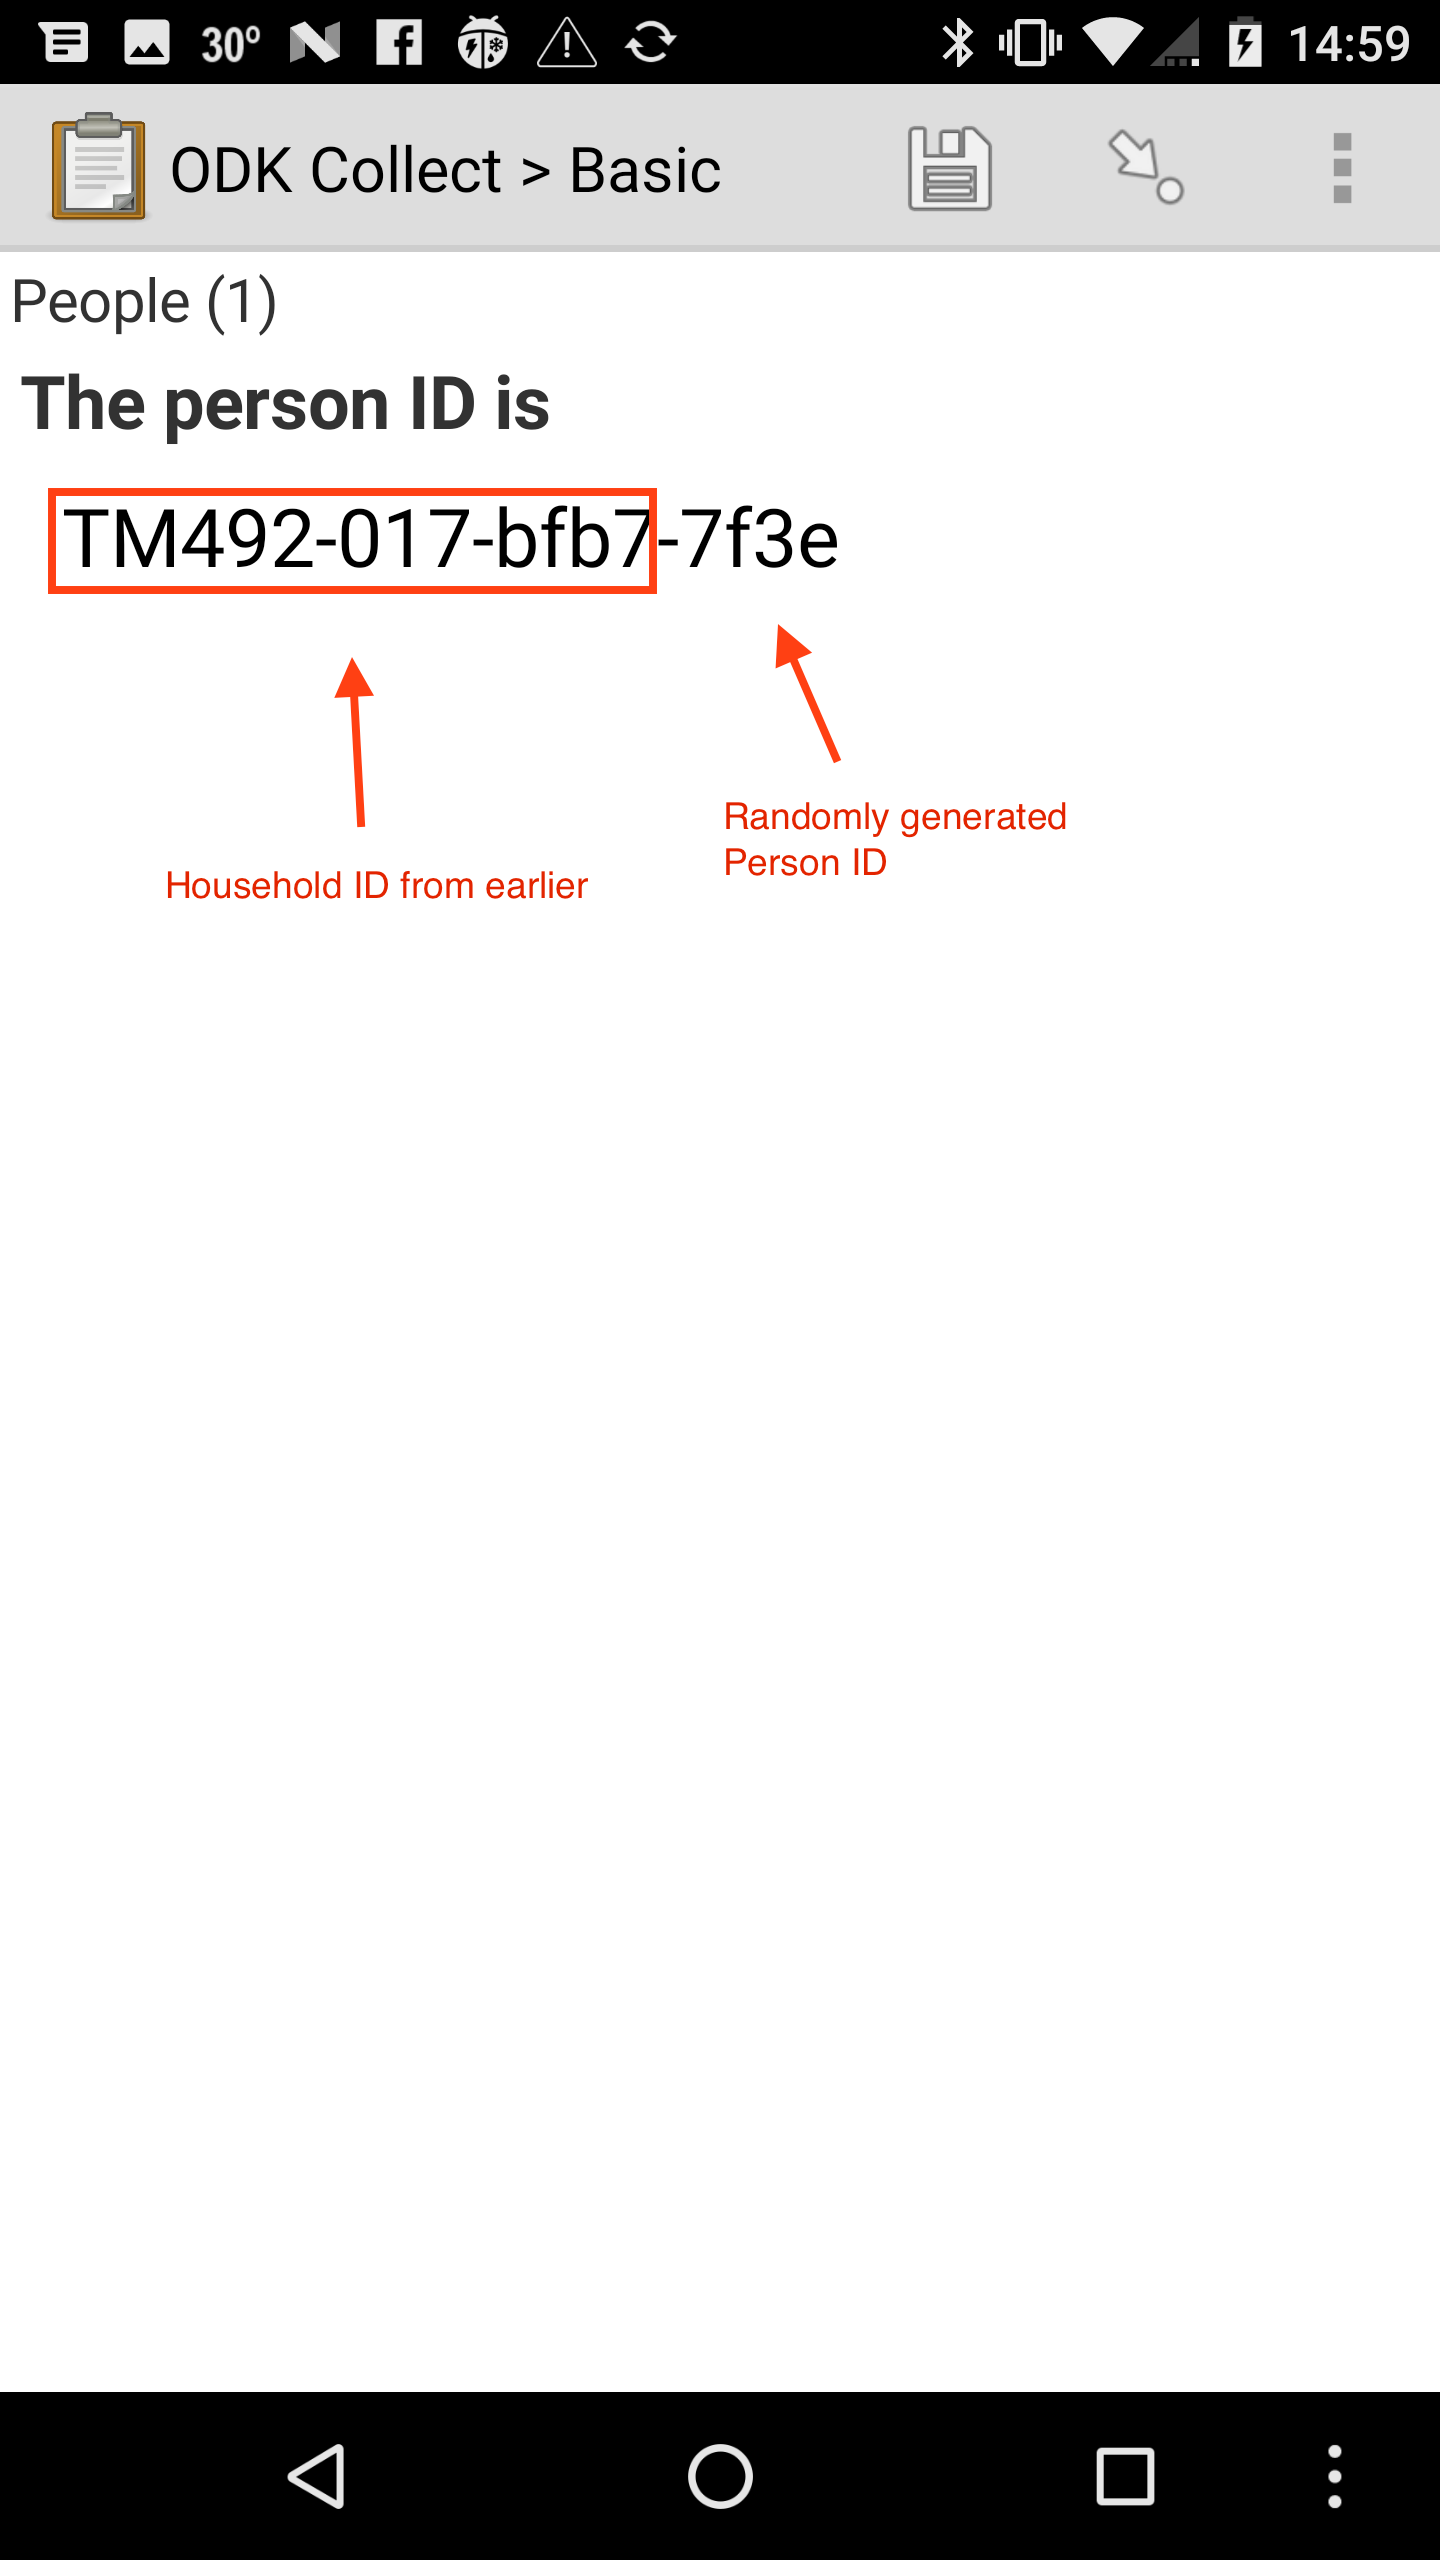 30º
14:59
ODK Collect > Basic
People (1)
The person ID is
TM492-017-bfb7-7f3e
Randomly generated
Person ID
Household ID from earlier